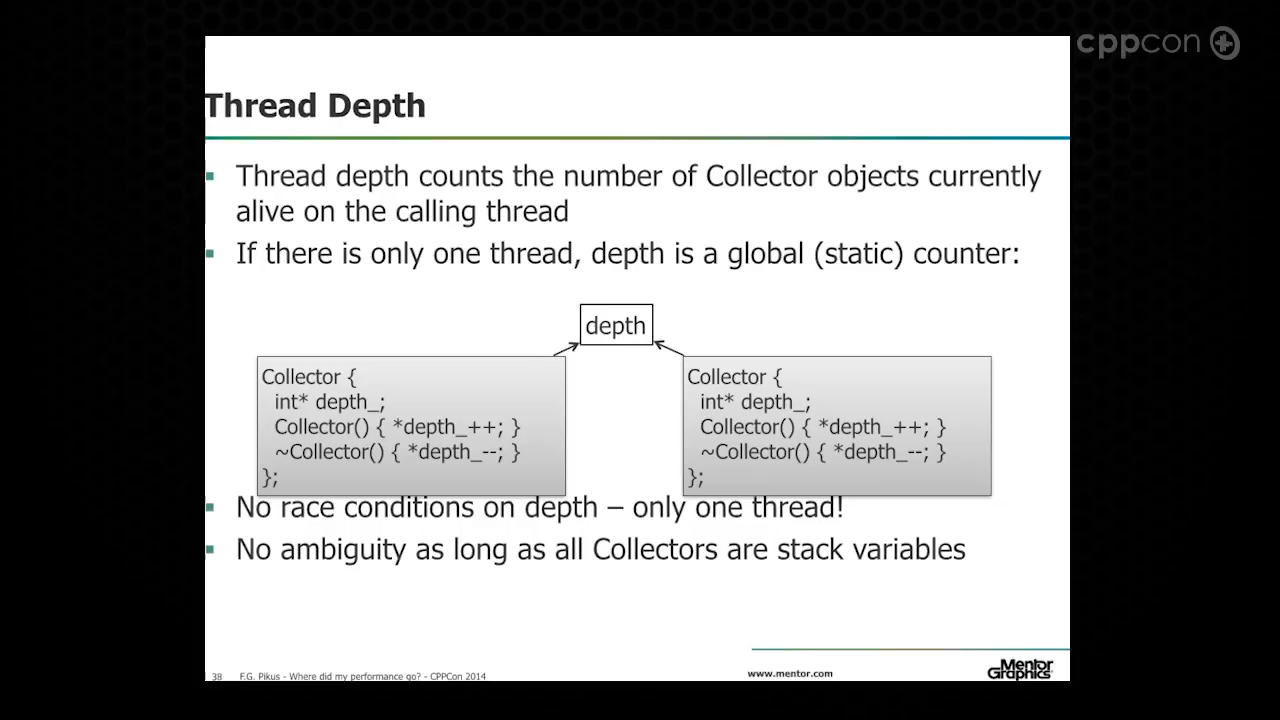 cppcon
Thread Depth
Thread depth counts the number of Collector objects currently
alive on the calling thread
If there is only one thread, depth is a global (static) counter:
depth
Collector {
int* depth_;
Collector() { *depth_++; }
~Collector() { *depth_--; }
};
Collector {
int* depth_;
Collector() { *depth_++; }
~Collector() { *depth_--; }
};
No race conditions on depth – only one thread!
No ambiguity as long as all Collectors are stack variables
38 F.G. Pikus - Where did my performance go? - CPPCon 2014
www.mentor.com
Mentor
Graphics